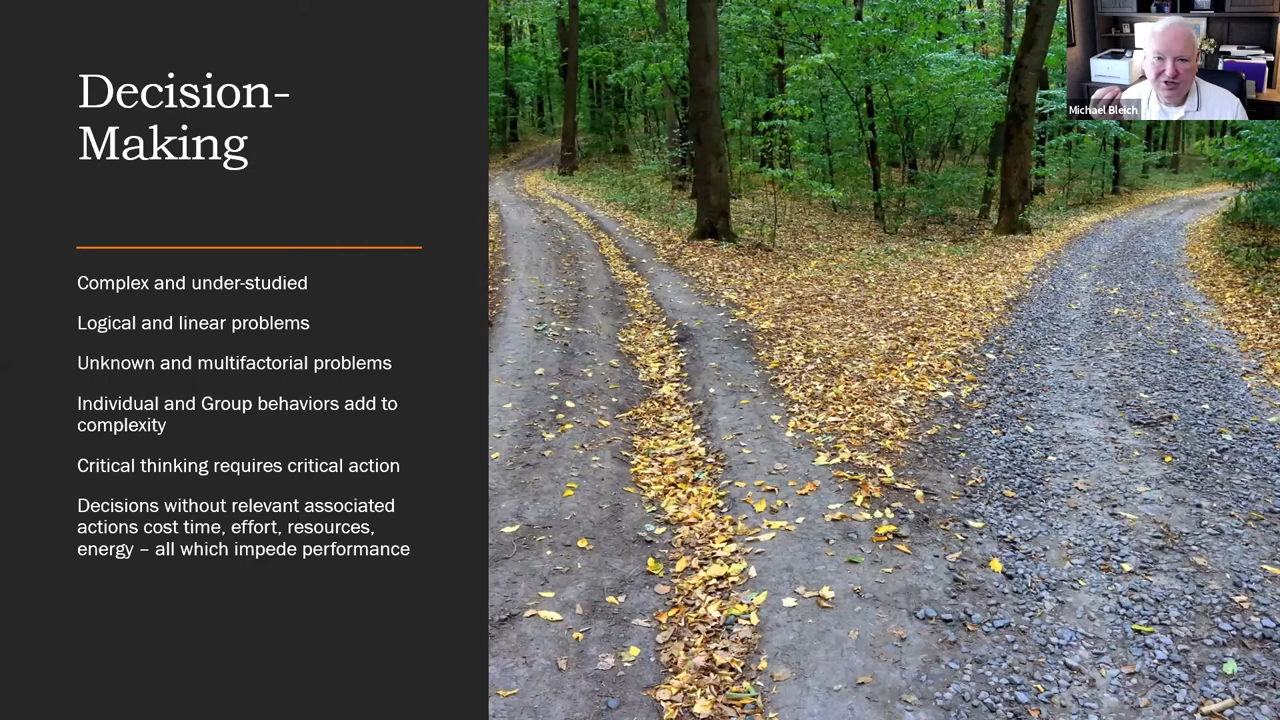 Decision-
Making
Complex and under-studied
Logical and linear problems
Unknown and multifactorial problems
Individual and Group behaviors add to
complexity
Critical thinking requires critical action
Decisions without relevant associated
actions cost time, effort, resources,
energy – all which impede performance
Michael Bleich